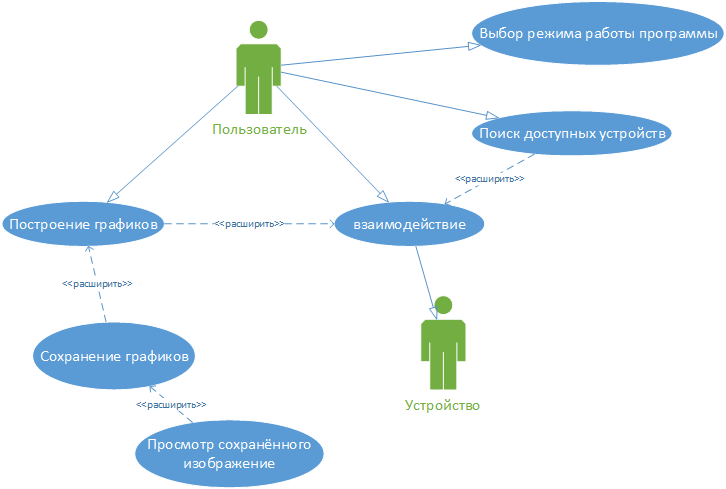 Выбор режима работы программы
Пользователь
Поиск доступных устройств
<<расширить>>
Построение графиков
<<расширить>>
взаимодействие
<<расширить>>
Сохранение графиков
Устройство
<<расширить>>
Просмотр сохранённого
изображение